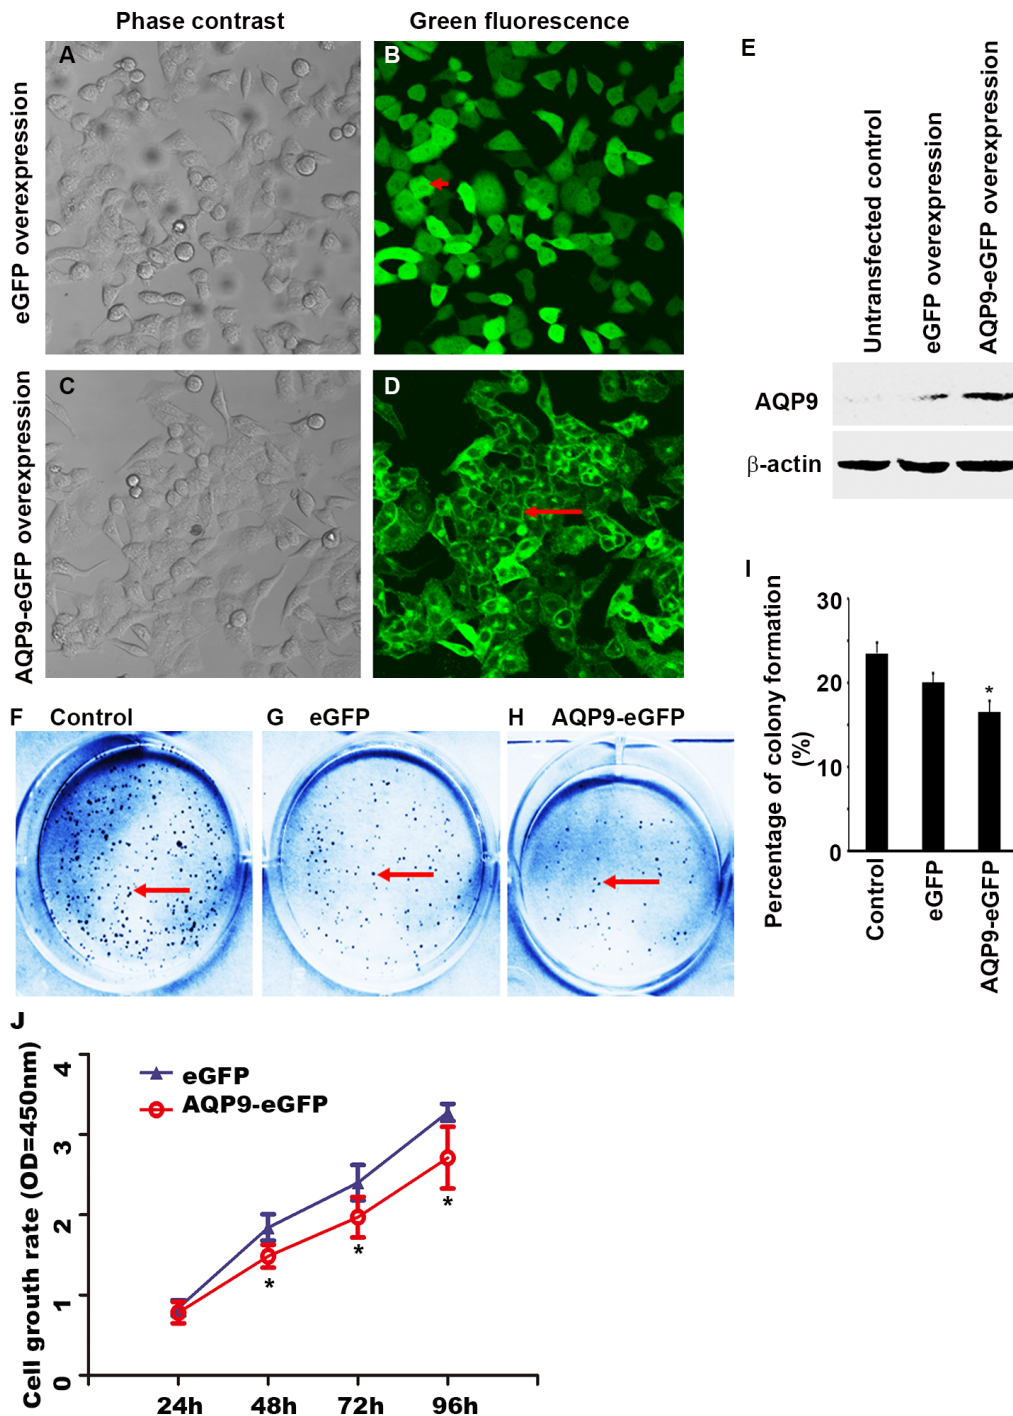 Phase contrast
Green fluorescence
eGFP overexpression
A
B
AQP9-eGFP overexpression
C
D
E
Untransfected control
eGFP overexpression
AQP9-eGFP overexpression
AQP9
β-actin
F Control
G eGFP
H AQP9-eGFP
I
Percentage of colony formation
(%)
30
20
10
0
*
Control
eGFP
AQP9-eGFP
J
Cell grouth rate (OD=450nm)
4
3
2
1
0
eGFP
AQP9-eGFP
*
*
*
24h
48h
72h
96h